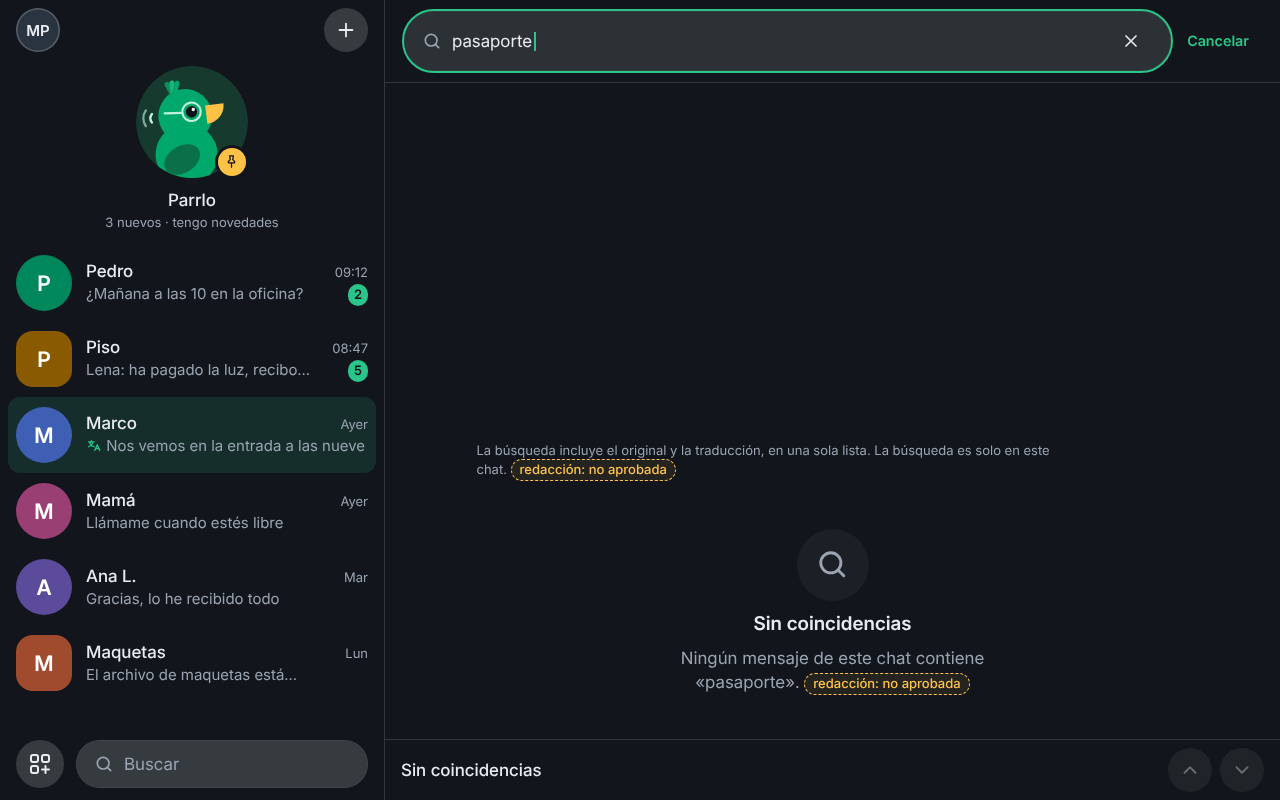 MP
Parrlo
3 nuevos · tengo novedades
Pedro
09:12
¿Mañana a las 10 en la oficina?
2
P
Piso
08:47
Lena: ha pagado la luz, recibo...
5
P
Marco
Ayer
Nos vemos en la entrada a las nueve
M
Mamá
Ayer
Llámame cuando estés libre
M
Ana L.
Mar
Gracias, lo he recibido todo
A
Maquetas
Lun
El archivo de maquetas está...
M
Buscar
pasaporte
Cancelar
La búsqueda incluye el original y la traducción, en una sola lista. La búsqueda es solo en este
chat. redacción: no aprobada
Sin coincidencias
Ningún mensaje de este chat contiene
«pasaporte». redacción: no aprobada
Sin coincidencias